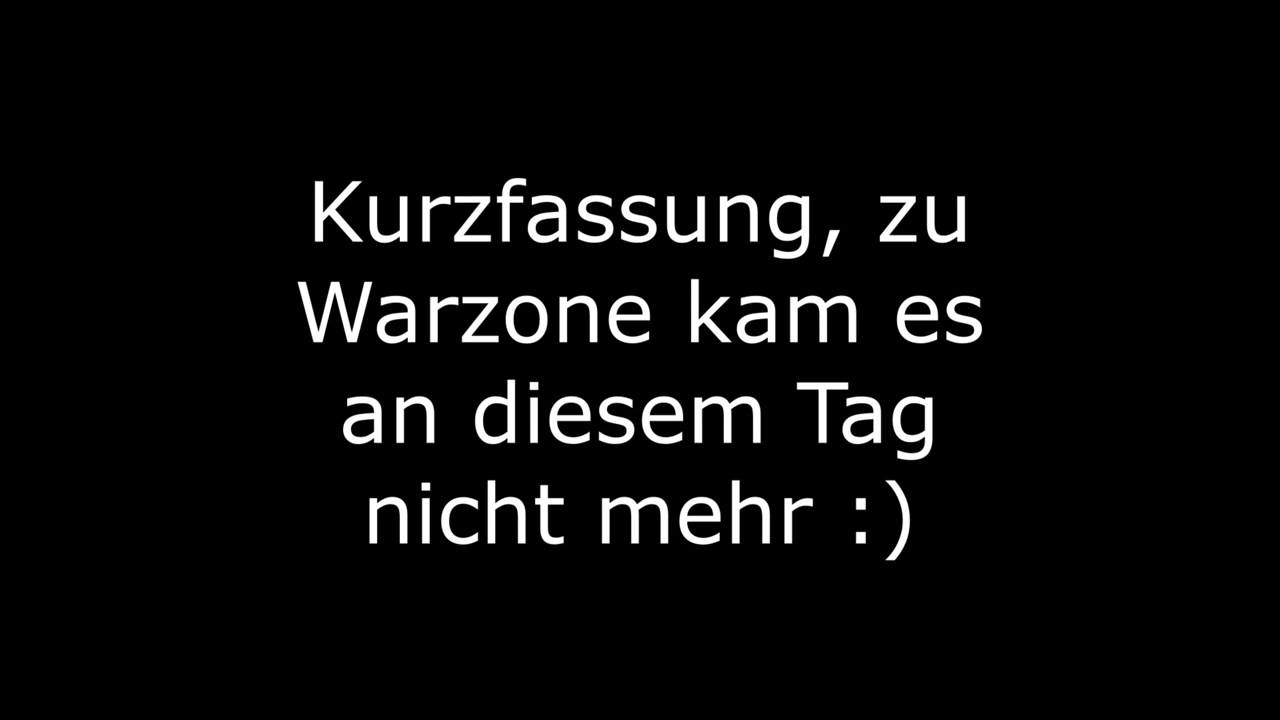 Kurzfassung, zu
Warzone kam es
an diesem Tag
nicht mehr :)